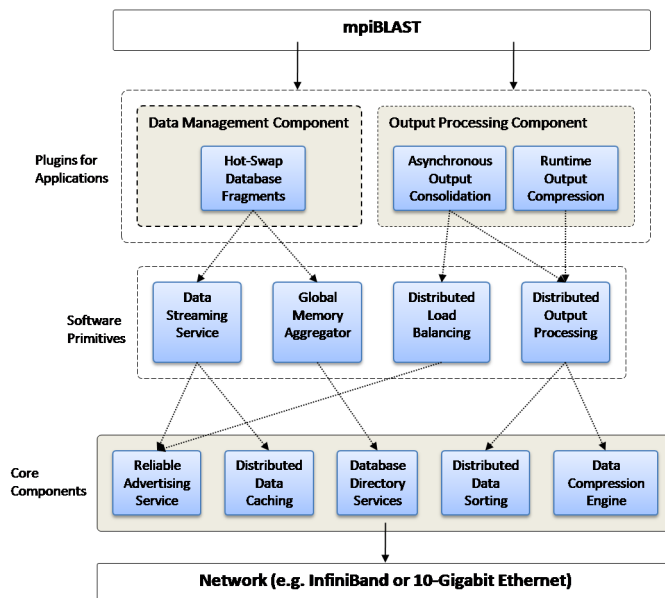 mpiBLAST
Data Management Component
Output Processing Component
Plugins for
Applications
Hot-Swap
Database
Fragments
Asynchronous
Output
Consolidation
Runtime
Output
Compression
Software
Primitives
Data
Streaming
Service
Global
Memory
Aggregator
Distributed
Load
Balancing
Distributed
Output
Processing
Core
Components
Reliable
Advertising
Service
Distributed
Data
Caching
Database
Directory
Services
Distributed
Data
Sorting
Data
Compression
Engine
Network (e.g. InfiniBand or 10-Gigabit Ethernet)